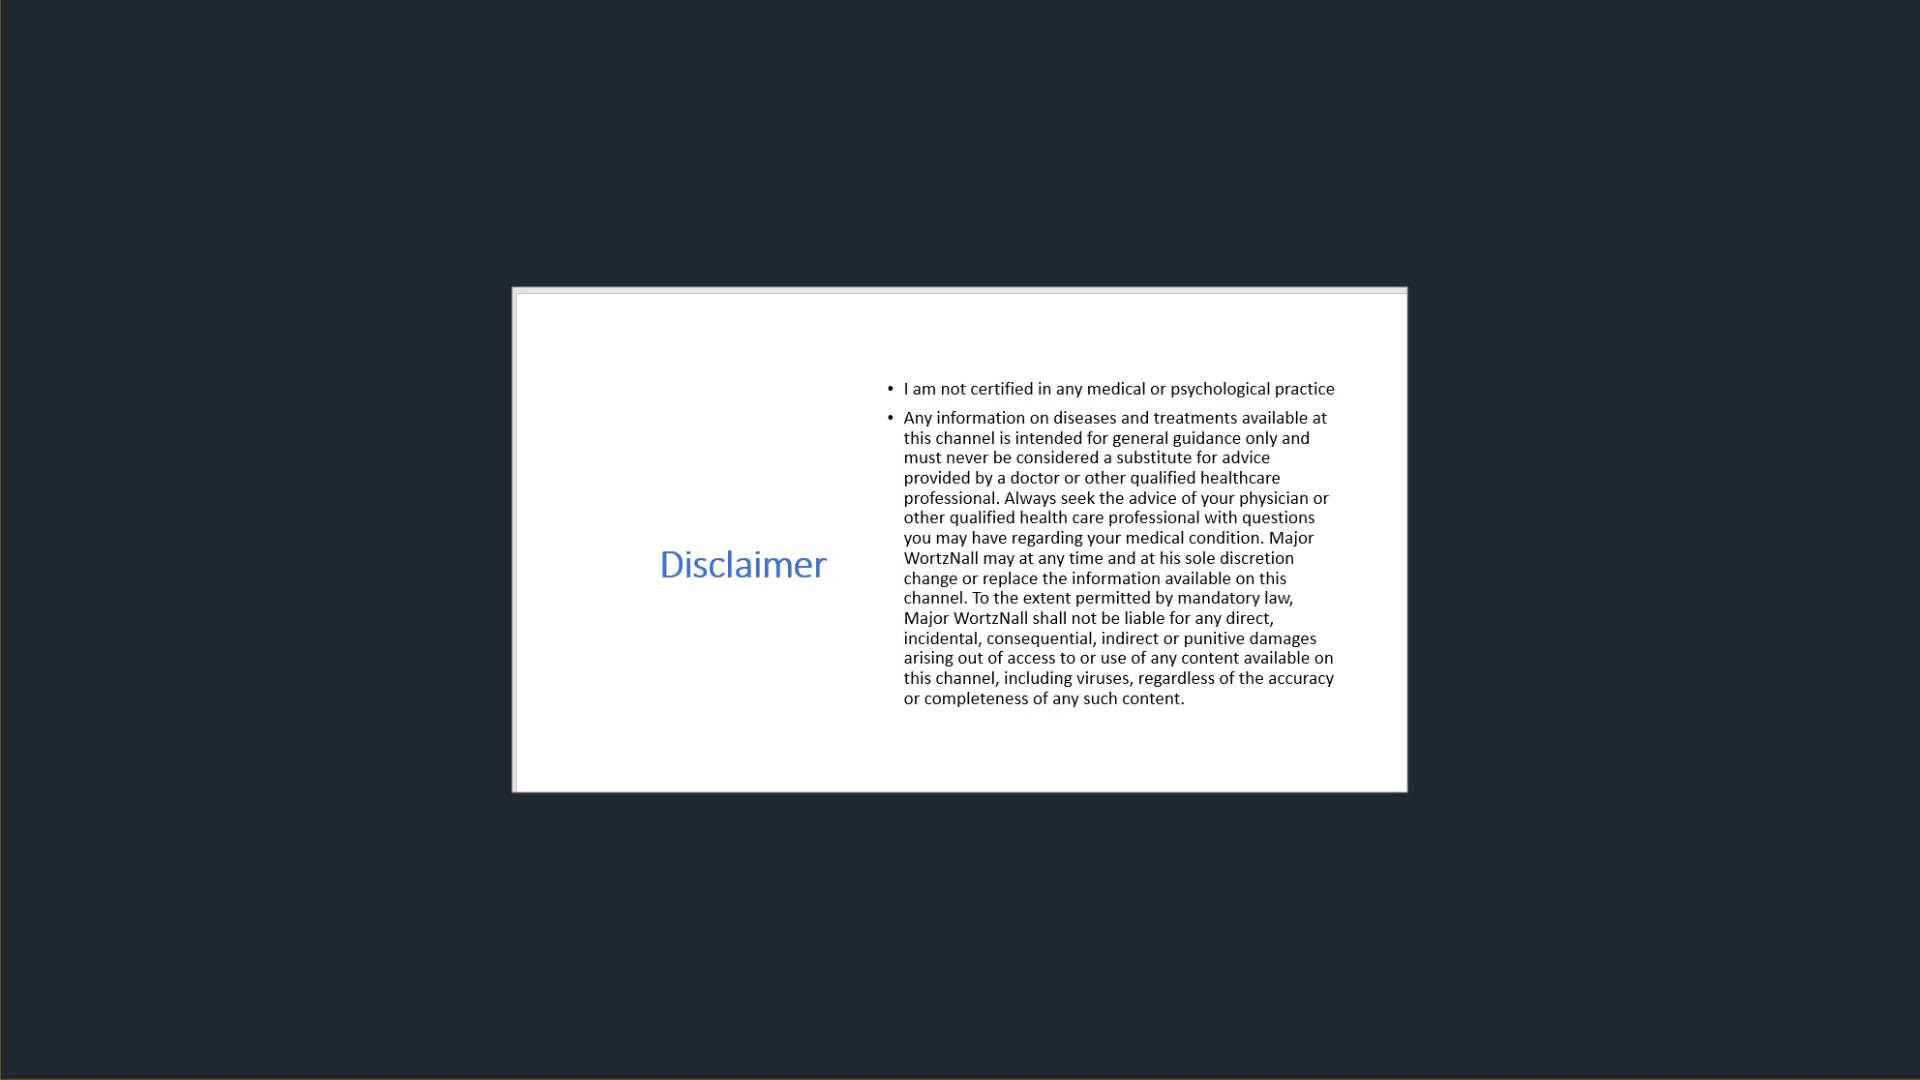 Disclaimer
• I am not certified in any medical or psychological practice
• Any information on diseases and treatments available at
this channel is intended for general guidance only and
must never be considered a substitute for advice
provided by a doctor or other qualified healthcare
professional. Always seek the advice of your physician or
other qualified health care professional with questions
you may have regarding your medical condition. Major
WortzNall may at any time and at his sole discretion
change or replace the information available on this
channel. To the extent permitted by mandatory law,
Major WortzNall shall not be liable for any direct,
incidental, consequential, indirect or punitive damages
arising out of access to or use of any content available on
this channel, including viruses, regardless of the accuracy
or completeness of any such content.